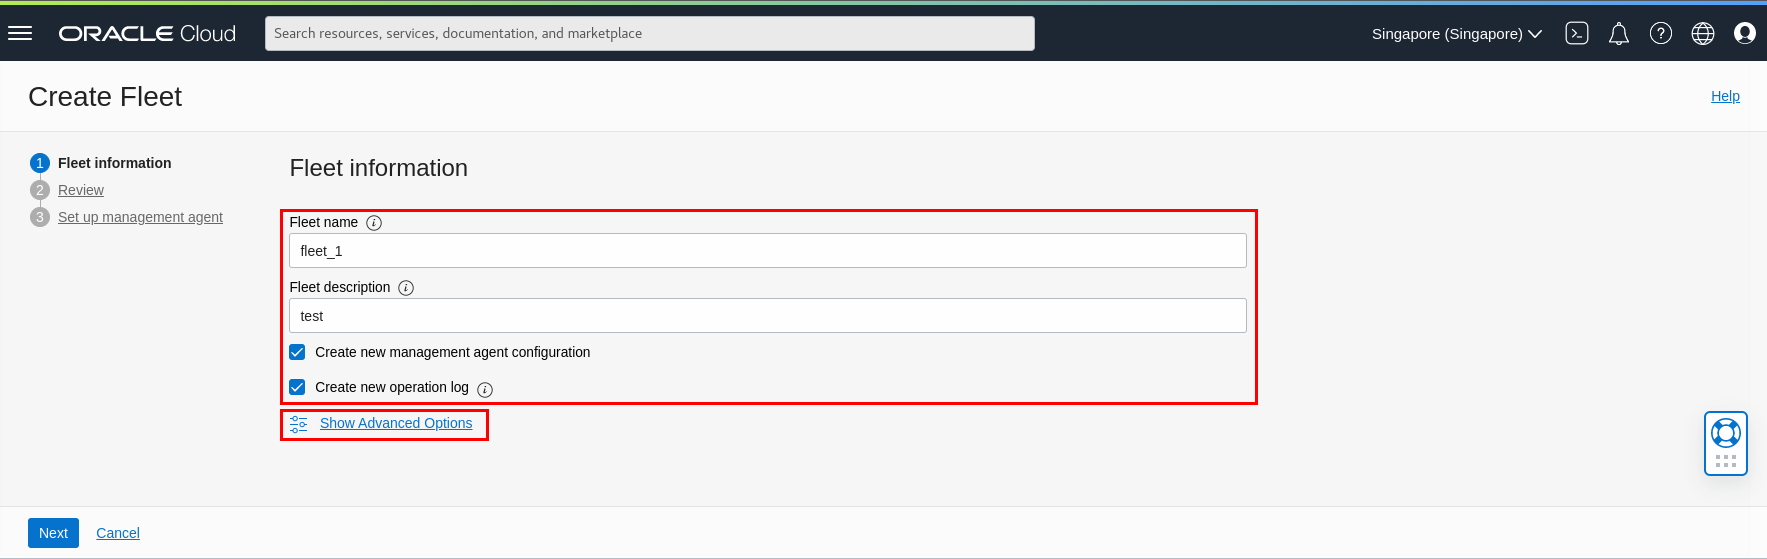 ORACLE Cloud
Search resources, services, documentation, and marketplace
Singapore (Singapore)
Create Fleet
Help
1 Fleet information
2 Review
3 Set up management agent
Fleet information
Fleet name
fleet_1
Fleet description
test
Create new management agent configuration
Create new operation log
Show Advanced Options
Next
Cancel